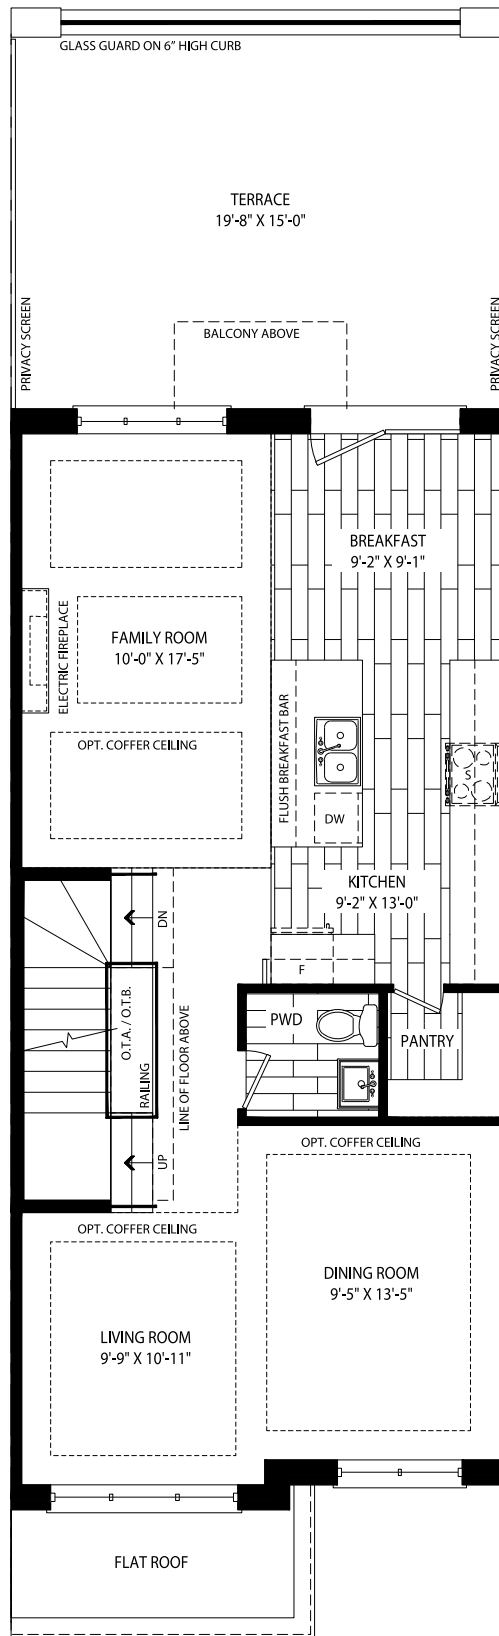 GLASS GUARD ON 6" HIGH CURB
TERRACE
19'-8" X 15'-0"
PRIVACY SCREEN
PRIVACY SCREEN
BALCONY ABOVE
BREAKFAST
9'-2" X 9'-1"
FAMILY ROOM
10'-0" X 17'-5"
ELECTRIC FIREPLACE
OPT. COFFER CEILING
FLUSH BREAKFAST BAR
S
DW
KITCHEN
9'-2" X 13'-0"
DN
F
O.T.A. / O.T.B.
RAILING
LINE OF FLOOR ABOVE
PWD
PANTRY
UP
OPT. COFFER CEILING
OPT. COFFER CEILING
DINING ROOM
9'-5" X 13'-5"
LIVING ROOM
9'-9" X 10'-11"
FLAT ROOF